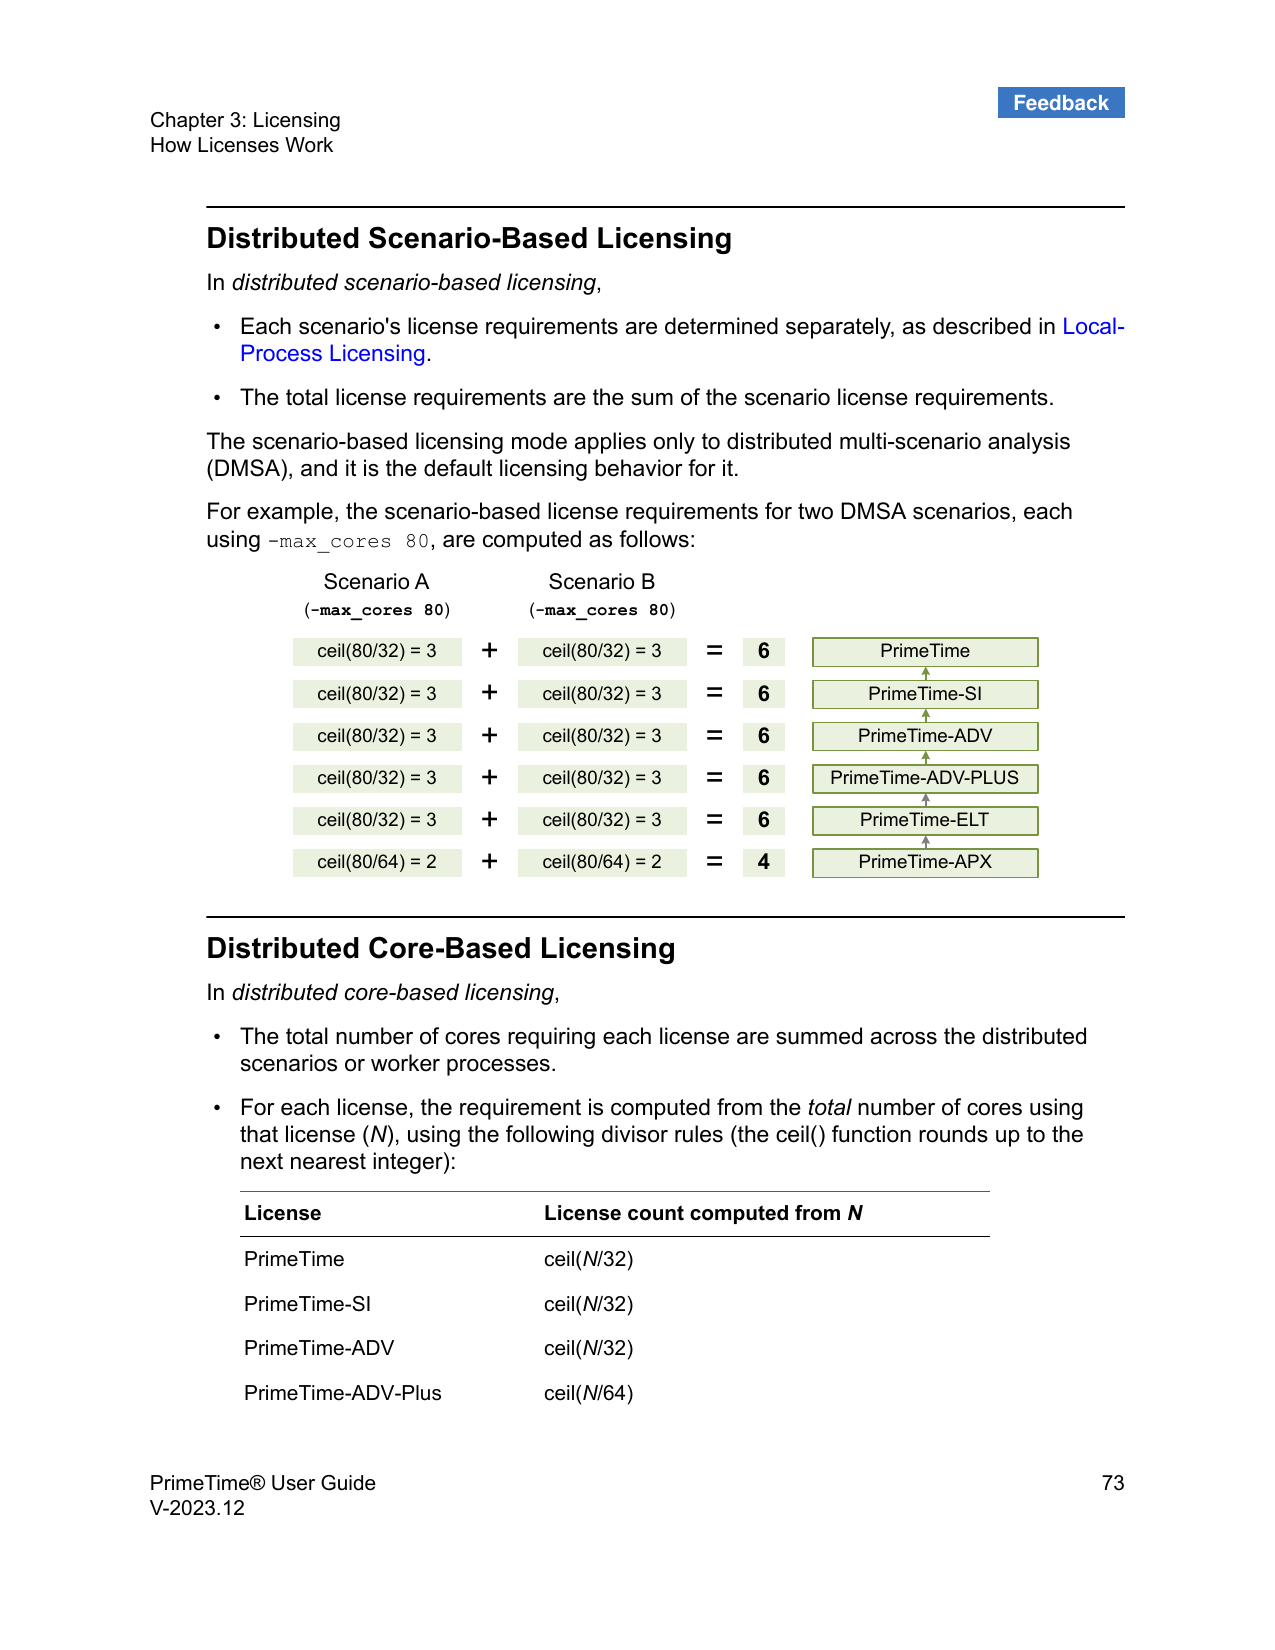 Feedback
Chapter 3: Licensing
How Licenses Work
Distributed Scenario-Based Licensing
In distributed scenario-based licensing,
• Each scenario's license requirements are determined separately, as described in Local-
Process Licensing.
• The total license requirements are the sum of the scenario license requirements.
The scenario-based licensing mode applies only to distributed multi-scenario analysis
(DMSA), and it is the default licensing behavior for it.
For example, the scenario-based license requirements for two DMSA scenarios, each
using -max_cores 80, are computed as follows:
Scenario A Scenario B
(-max_cores 80) (-max_cores 80)
ceil(80/32) = 3 + ceil(80/32) = 3 = 6 PrimeTime
ceil(80/32) = 3 + ceil(80/32) = 3 = 6 PrimeTime-SI
ceil(80/32) = 3 + ceil(80/32) = 3 = 6 PrimeTime-ADV
ceil(80/32) = 3 + ceil(80/32) = 3 = 6 PrimeTime-ADV-PLUS
ceil(80/32) = 3 + ceil(80/32) = 3 = 6 PrimeTime-ELT
ceil(80/64) = 2 + ceil(80/64) = 2 = 4 PrimeTime-APX
Distributed Core-Based Licensing
In distributed core-based licensing,
• The total number of cores requiring each license are summed across the distributed
scenarios or worker processes.
• For each license, the requirement is computed from the total number of cores using
that license (N), using the following divisor rules (the ceil() function rounds up to the
next nearest integer):
License License count computed from N
PrimeTime ceil(N/32)
PrimeTime-SI ceil(N/32)
PrimeTime-ADV ceil(N/32)
PrimeTime-ADV-Plus ceil(N/64)
PrimeTime® User Guide 73
V-2023.12